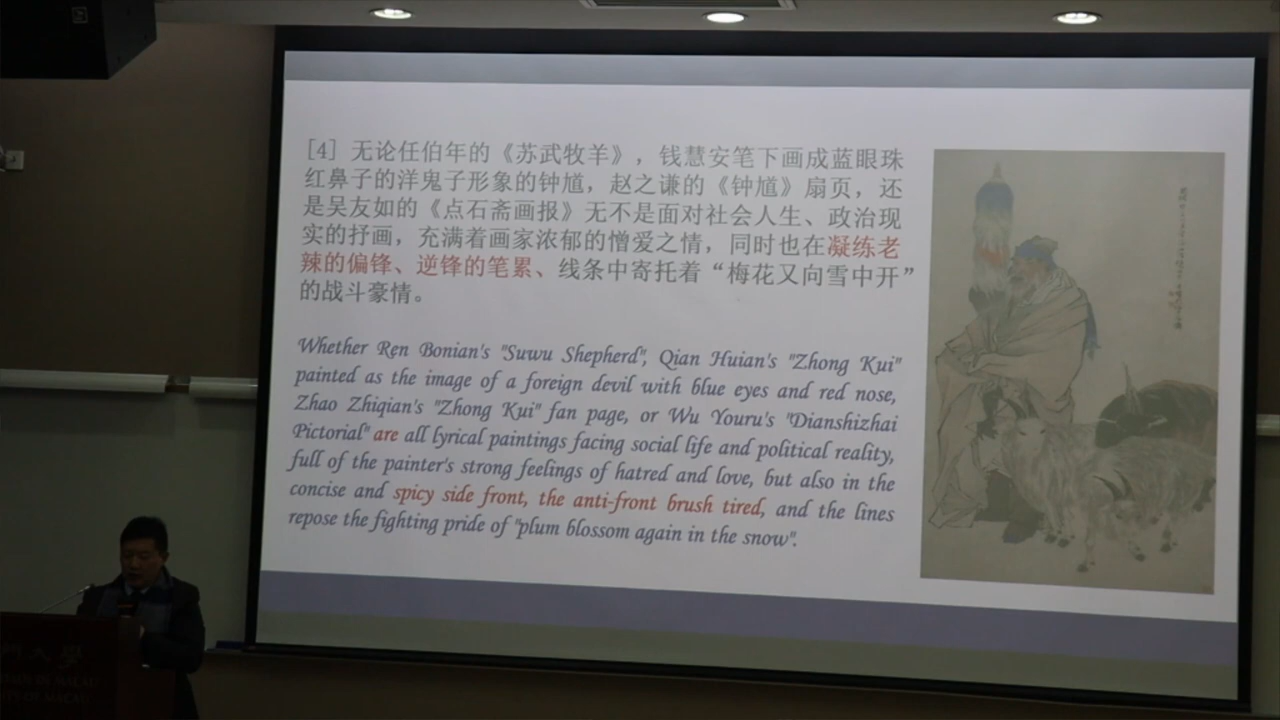 [4] 无论任伯年的《苏武牧羊》，钱慧安笔下画成蓝眼珠
红鼻子的洋鬼子形象的钟馗，赵之谦的《钟馗》扇页，还
是吴友如的《点石斋画报》无不是面对社会人生、政治现
实的抒画，充满着画家浓郁的憎爱之情，同时也在凝练老
辣的偏锋、逆锋的笔累、线条中寄托着“梅花又向雪中开”
的战斗豪情。
Whether Ren Bonian's "Suwu Shepherd", Qian Huian's "Zhong Kui"
painted as the image of a foreign devil with blue eyes and red nose,
Zhao Zhiqian's "Zhong Kui" fan page, or Wu Youru's "Dianshizhai
Pictorial" are all lyrical paintings facing social life and political reality,
full of the painter's strong feelings of hatred and love, but also in the
concise and spicy side front, the anti-front brush tired, and the lines
repose the fighting pride of "plum blossom again in the snow".
大學